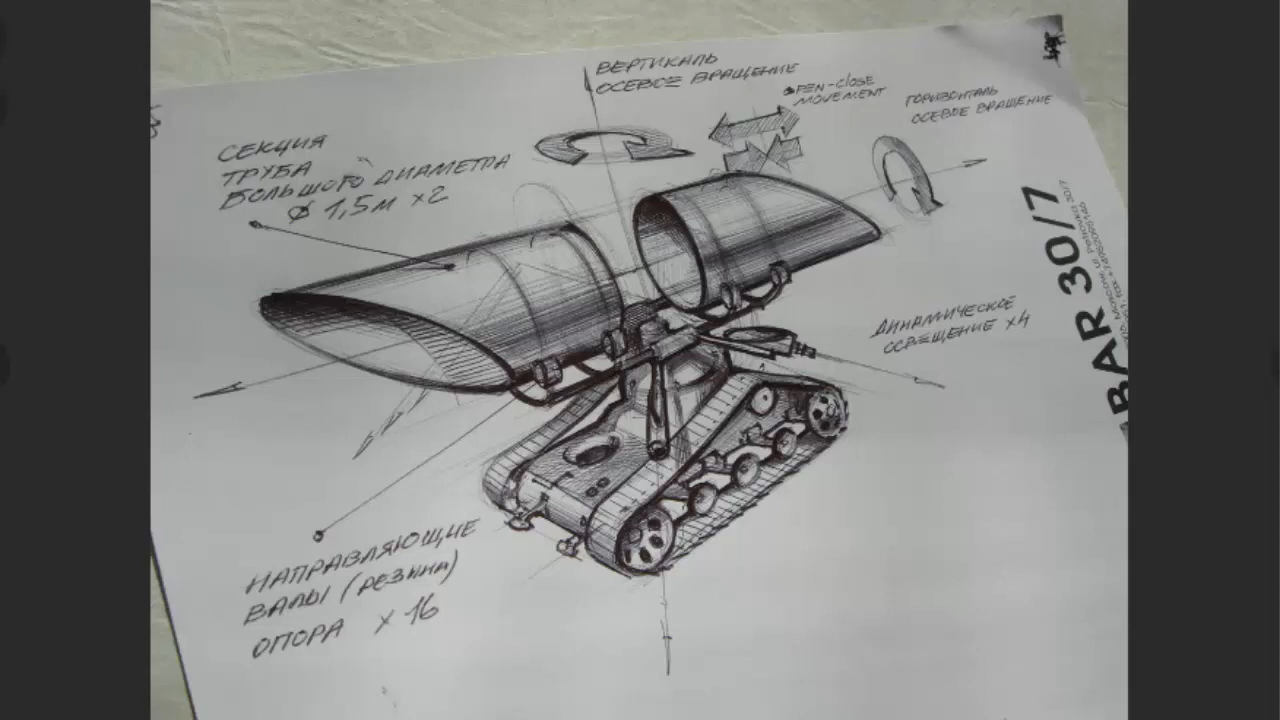 ВЕРТИКАЛЬ
ОСЕВОЕ ВРАЩЕНИЕ
OPEN-CLOSE
MOVEMENT
ГОРИЗОНТАЛЬ
ОСЕВОЕ ВРАЩЕНИЕ
СЕКЦИЯ
ТРУБА
БОЛЬШОГО ДИАМЕТРА
Ø 1,5М ×2
ДИНАМИЧЕСКОЕ
ОСВЕЩЕНИЕ ×4
BAR 30/7
НАПРАВЛЯЮЩИЕ
ВАЛЫ (РЕЗИНА)
ОПОРА × 16